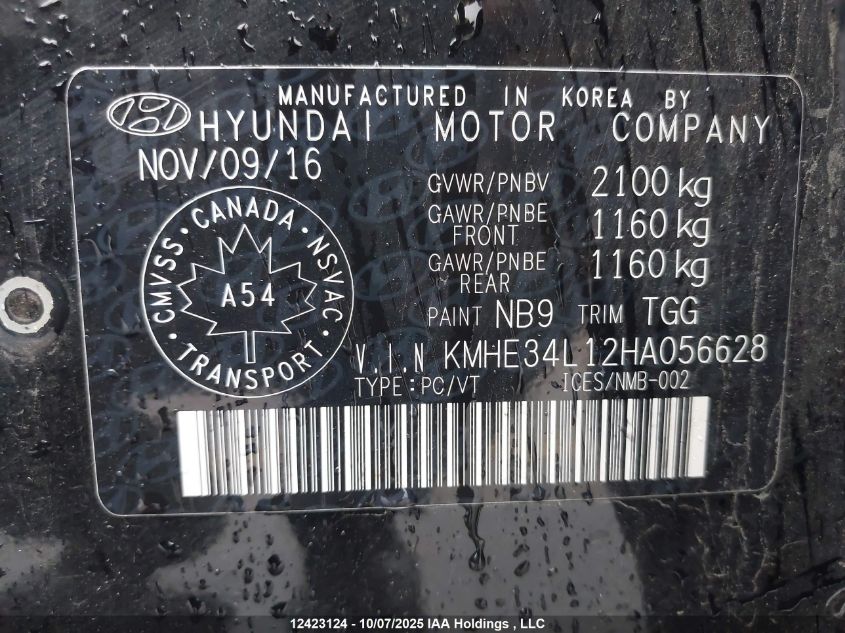 MANUFACTURED IN KOREA BY
HYUNDAI MOTOR COMPANY
NOV/09/16
GVWR/PNBV 2100 kg
GAWR/PNBE FRONT 1160 kg
GAWR/PNBE REAR 1160 kg
PAINT NB9 TRIM TGG
CMVSS · CANADA · NSVAC · TRANSPORT ·
A54
V.I.N KMHE34L12HA056628
TYPE:PC/VT ICES/NMB-002
12423124 - 10/07/2025 IAA Holdings , LLC